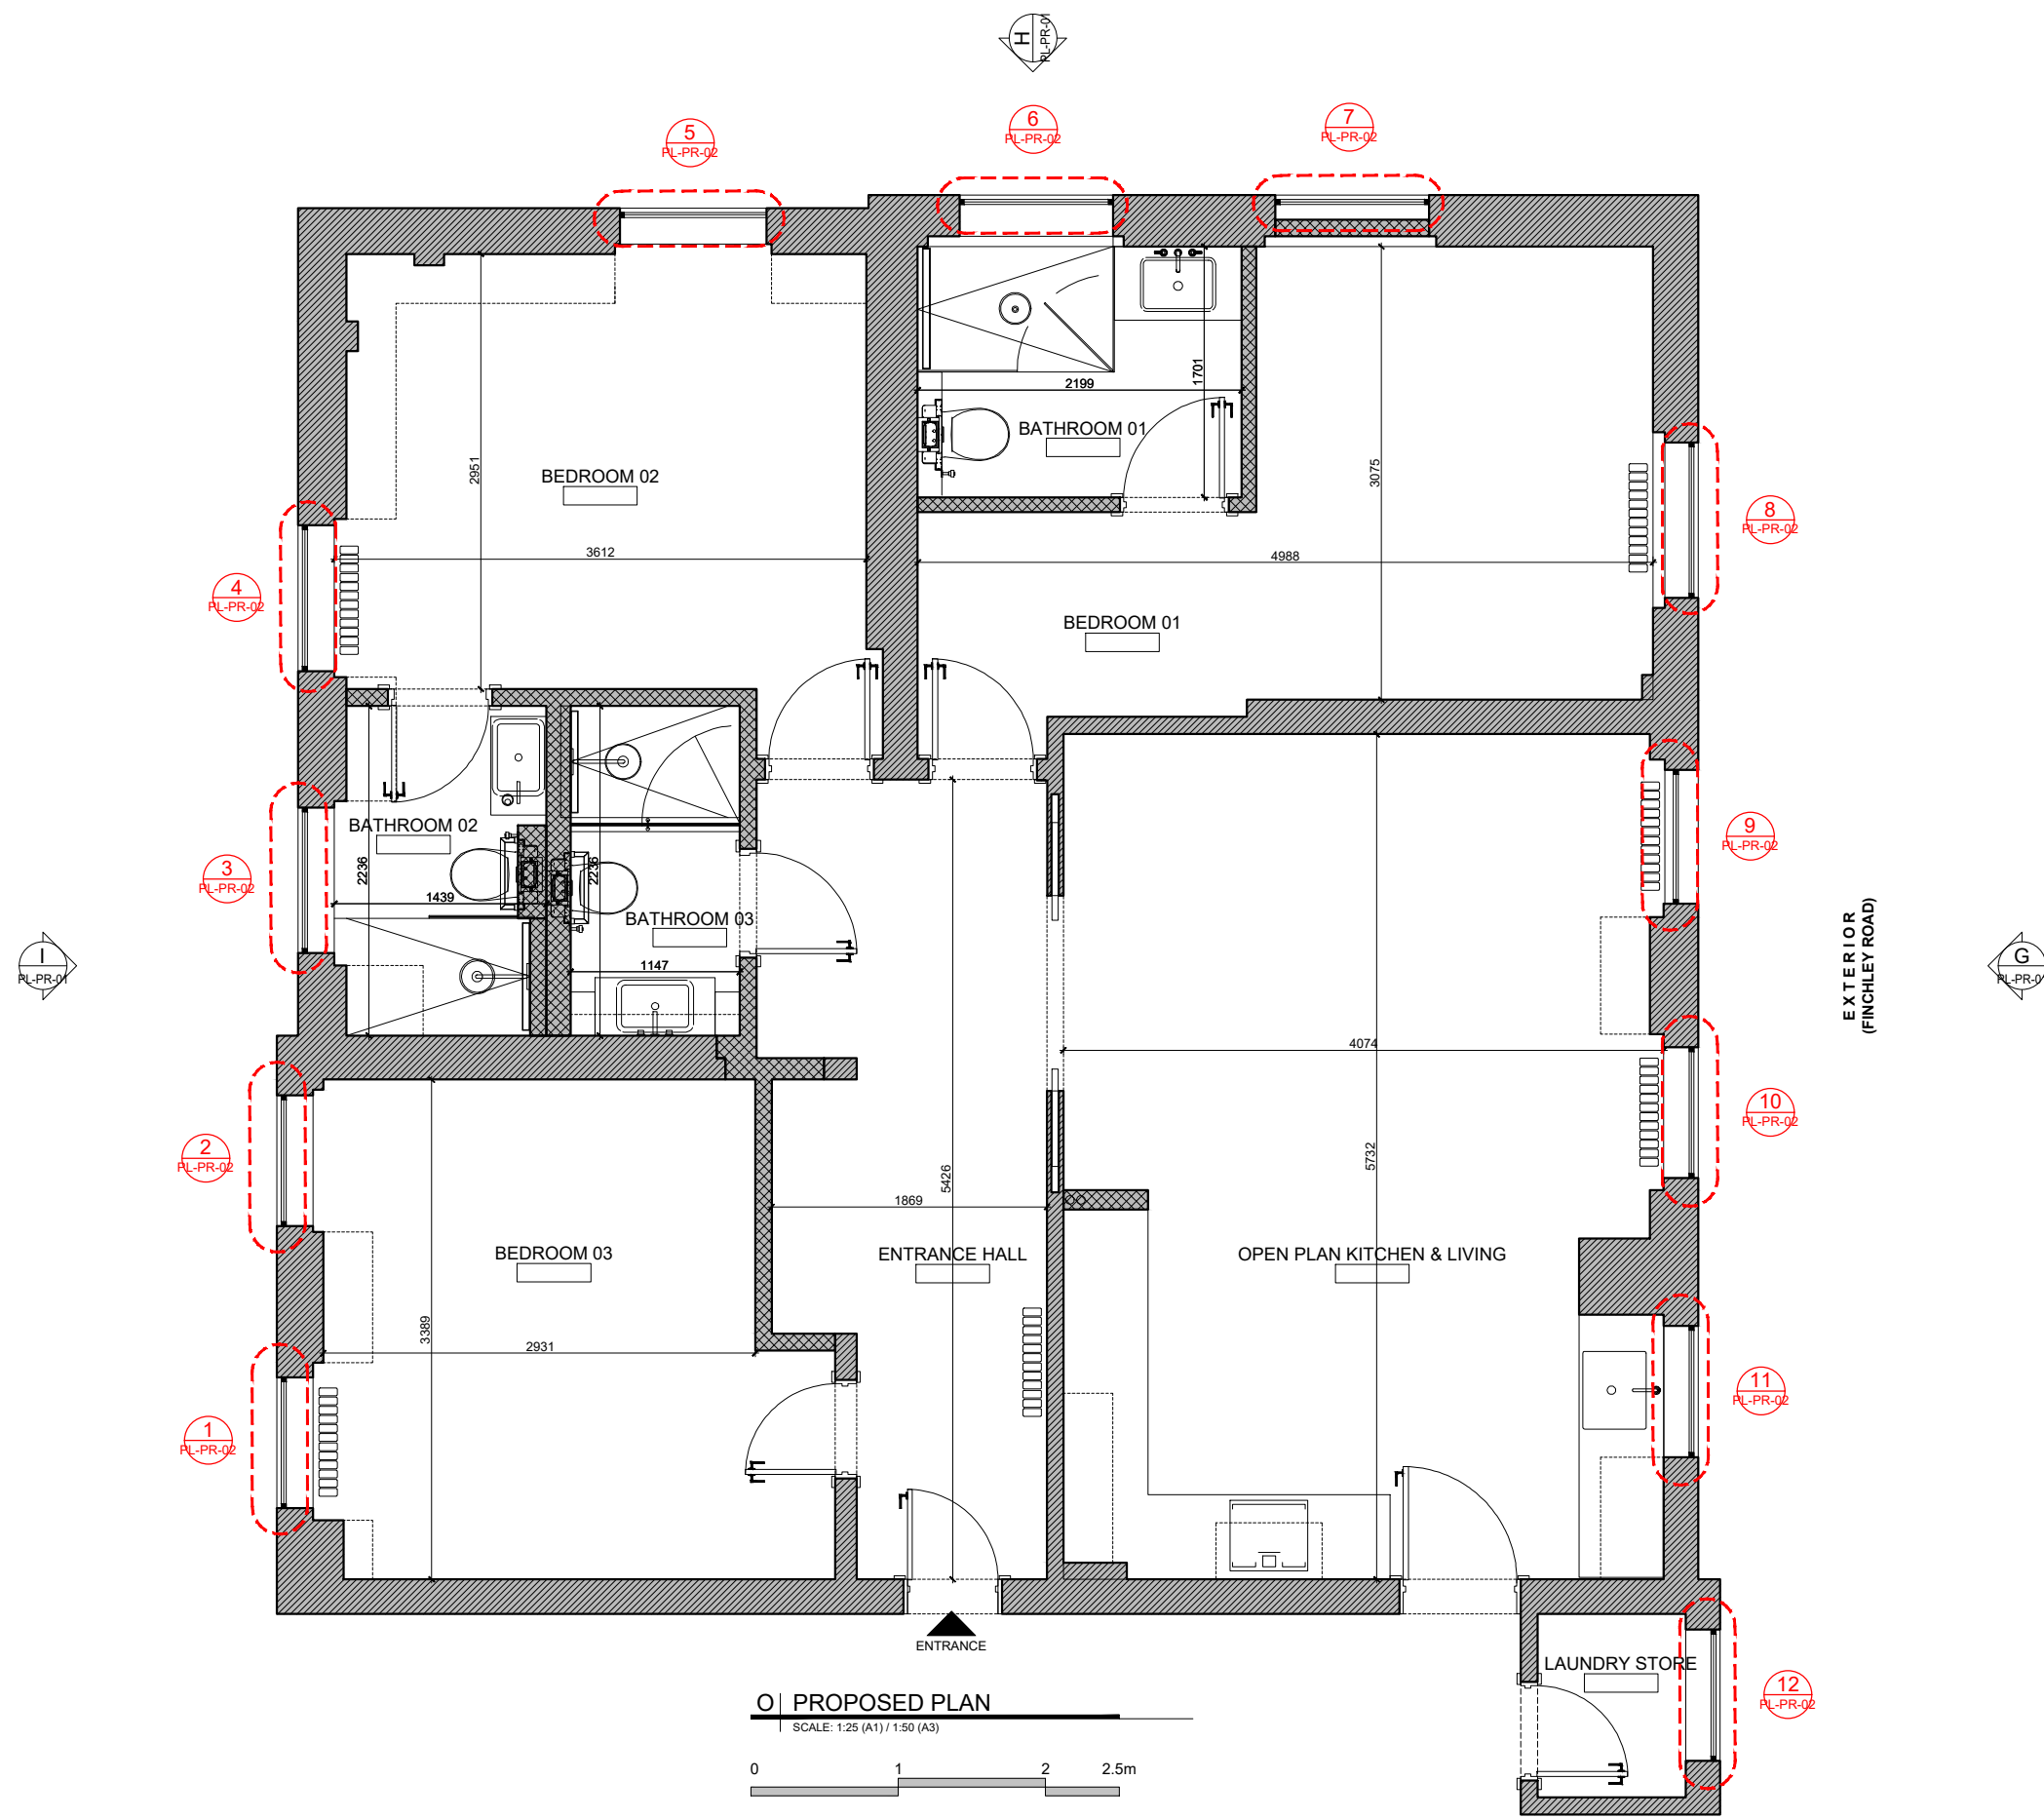 H
PL-PR-01
5
PL-PR-02
6
PL-PR-02
7
PL-PR-02
2951
BEDROOM 02
3612
2199
1701
BATHROOM 01
3075
4988
BEDROOM 01
8
PL-PR-02
4
PL-PR-02
BATHROOM 02
2236
1439
3
PL-PR-02
2236
BATHROOM 03
1147
9
PL-PR-02
I
PL-PR-01
EXTERIOR
(FINCHLEY ROAD)
G
PL-PR-01
4074
10
PL-PR-02
2
PL-PR-02
5732
5426
1869
BEDROOM 03
ENTRANCE HALL
OPEN PLAN KITCHEN & LIVING
3389
2931
1
PL-PR-02
11
PL-PR-02
ENTRANCE
LAUNDRY STORE
12
PL-PR-02
O PROPOSED PLAN
SCALE: 1:25 (A1) / 1:50 (A3)
0 1 2 2.5m